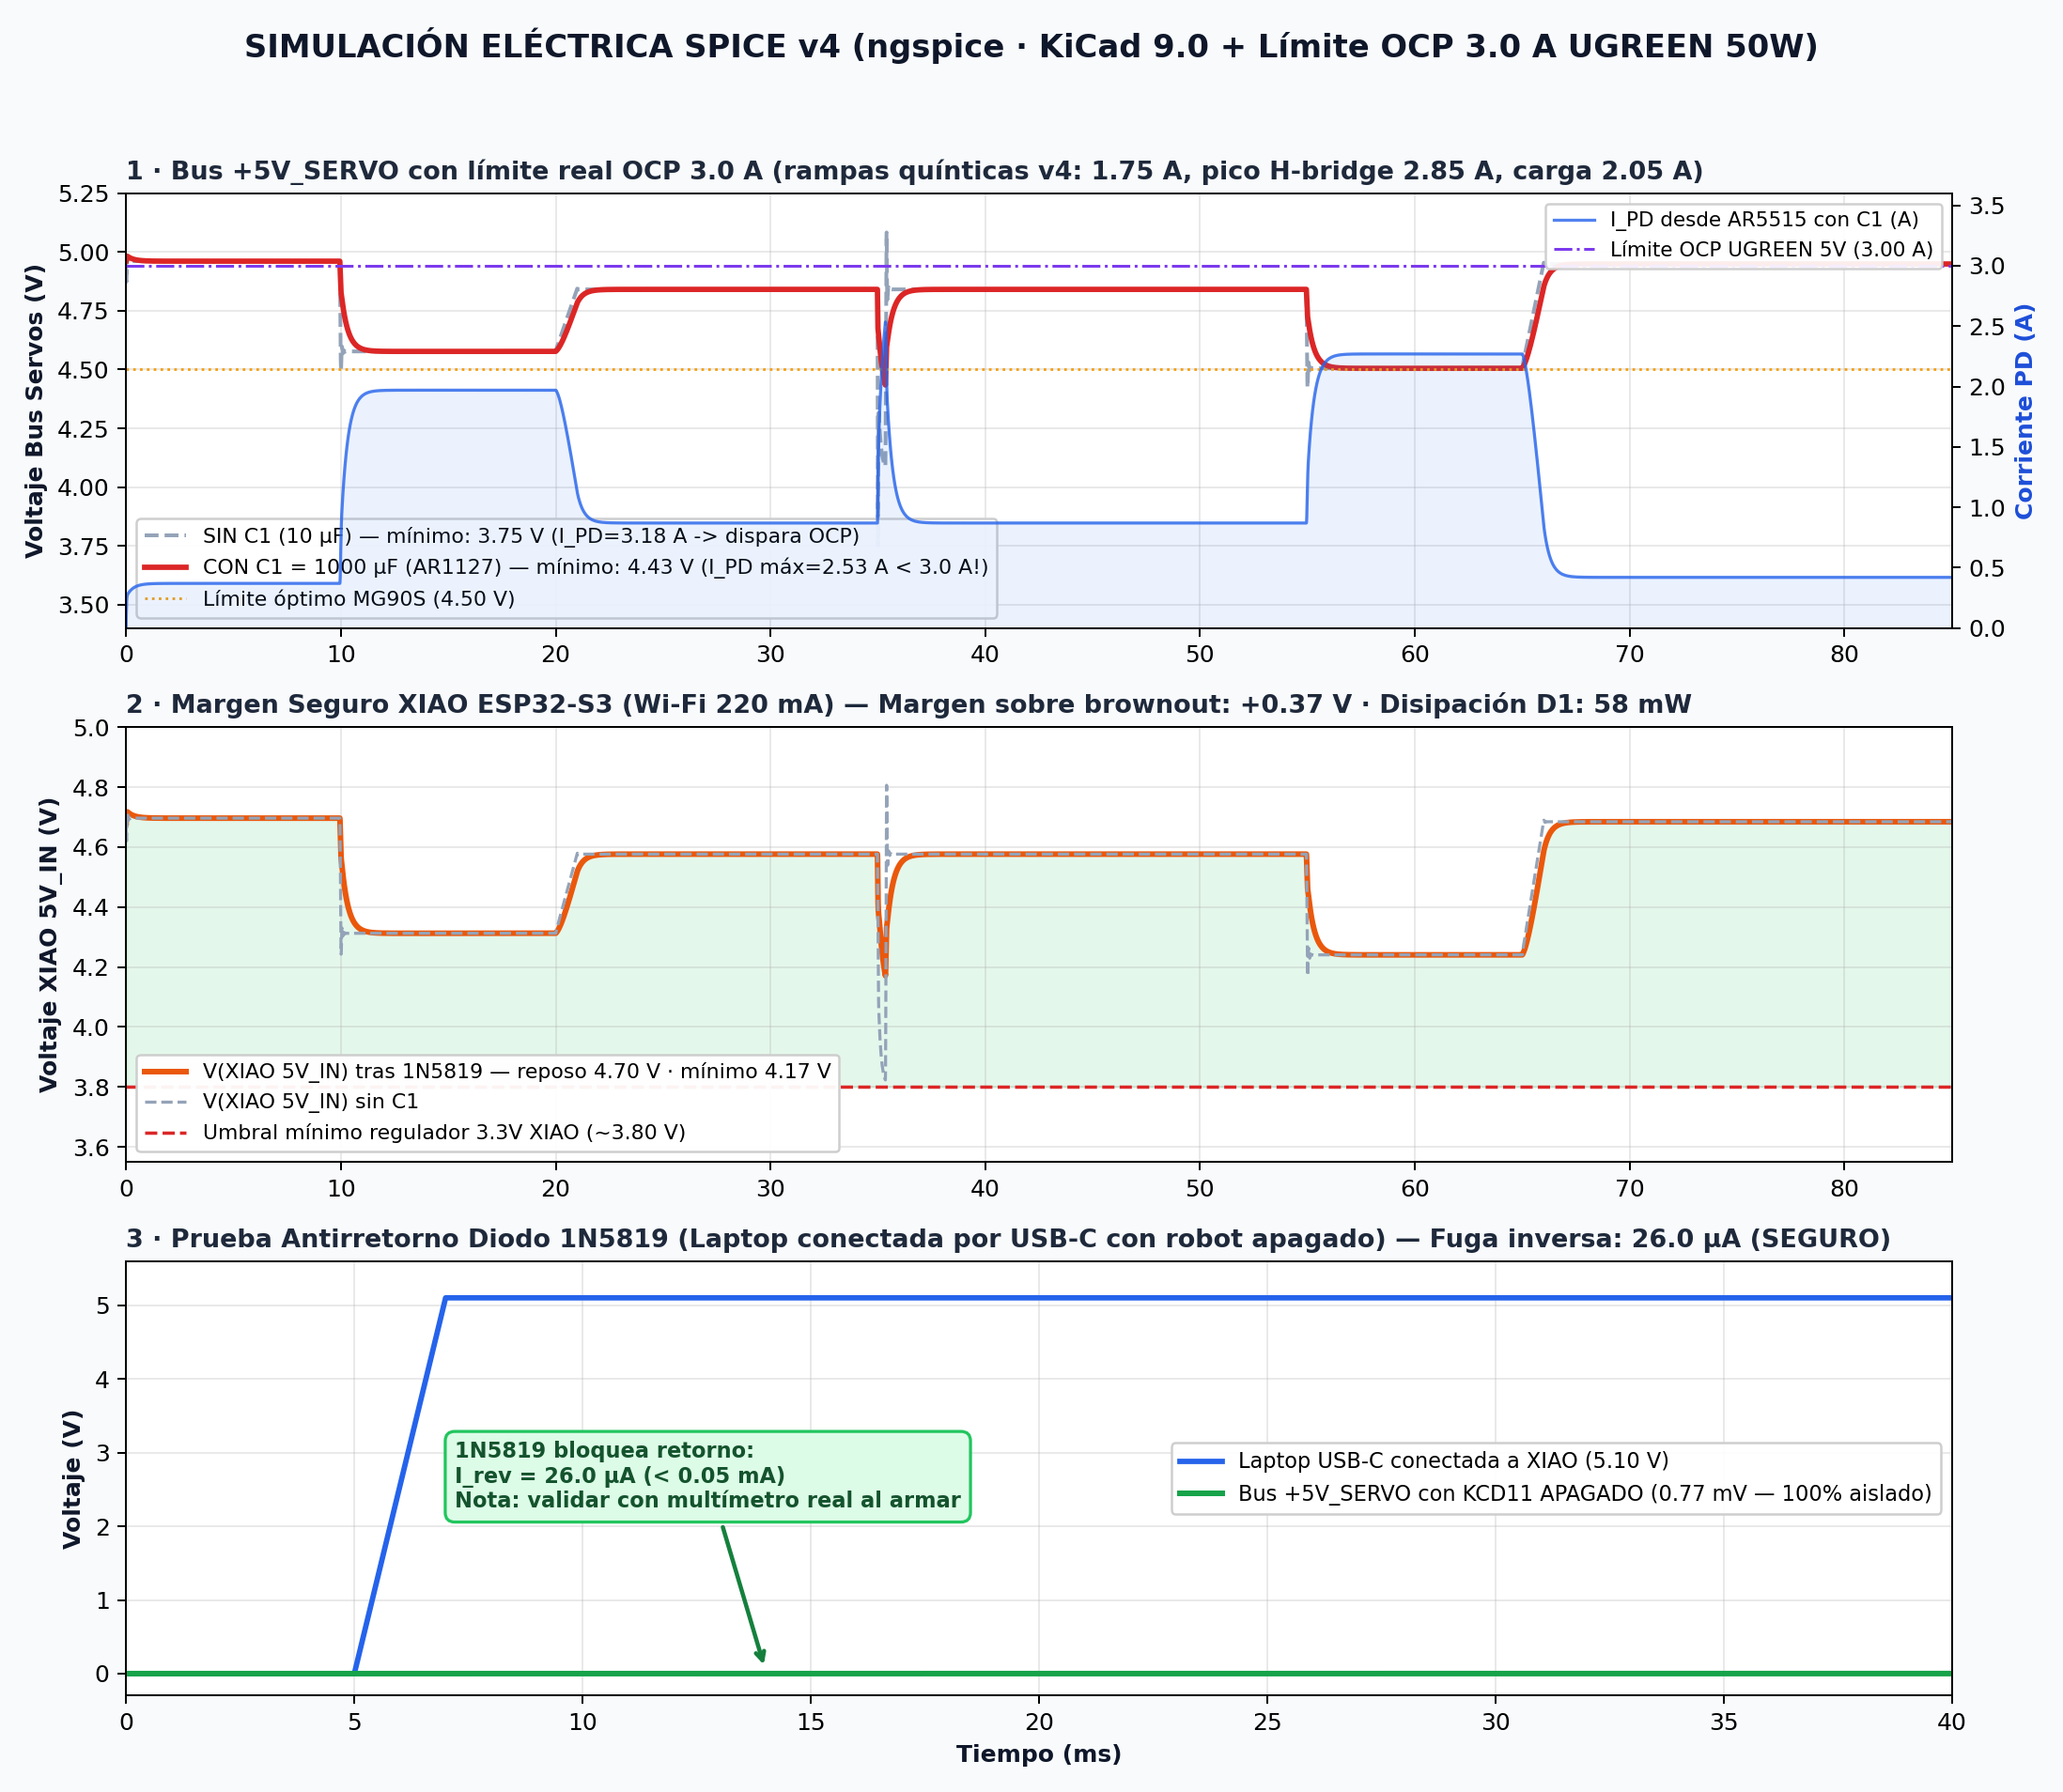 SIMULACIÓN ELÉCTRICA SPICE v4 (ngspice · KiCad 9.0 + Límite OCP 3.0 A UGREEN 50W)
1 · Bus +5V_SERVO con límite real OCP 3.0 A (rampas quínticas v4: 1.75 A, pico H-bridge 2.85 A, carga 2.05 A)
Voltaje Bus Servos (V)
5.25
5.00
4.75
4.50
4.25
4.00
3.75
3.50
I_PD desde AR5515 con C1 (A)
Límite OCP UGREEN 5V (3.00 A)
SIN C1 (10 µF) — mínimo: 3.75 V (I_PD=3.18 A -> dispara OCP)
CON C1 = 1000 µF (AR1127) — mínimo: 4.43 V (I_PD máx=2.53 A < 3.0 A!)
Límite óptimo MG90S (4.50 V)
3.5
3.0
2.5
2.0
1.5
1.0
0.5
0.0
Corriente PD (A)
0 10 20 30 40 50 60 70 80
2 · Margen Seguro XIAO ESP32-S3 (Wi-Fi 220 mA) — Margen sobre brownout: +0.37 V · Disipación D1: 58 mW
Voltaje XIAO 5V_IN (V)
5.0
4.8
4.6
4.4
4.2
4.0
3.8
3.6
V(XIAO 5V_IN) tras 1N5819 — reposo 4.70 V · mínimo 4.17 V
V(XIAO 5V_IN) sin C1
Umbral mínimo regulador 3.3V XIAO (~3.80 V)
0 10 20 30 40 50 60 70 80
3 · Prueba Antirretorno Diodo 1N5819 (Laptop conectada por USB-C con robot apagado) — Fuga inversa: 26.0 µA (SEGURO)
Voltaje (V)
5
4
3
2
1
0
1N5819 bloquea retorno:
I_rev = 26.0 µA (< 0.05 mA)
Nota: validar con multímetro real al armar
Laptop USB-C conectada a XIAO (5.10 V)
Bus +5V_SERVO con KCD11 APAGADO (0.77 mV — 100% aislado)
0 5 10 15 20 25 30 35 40
Tiempo (ms)